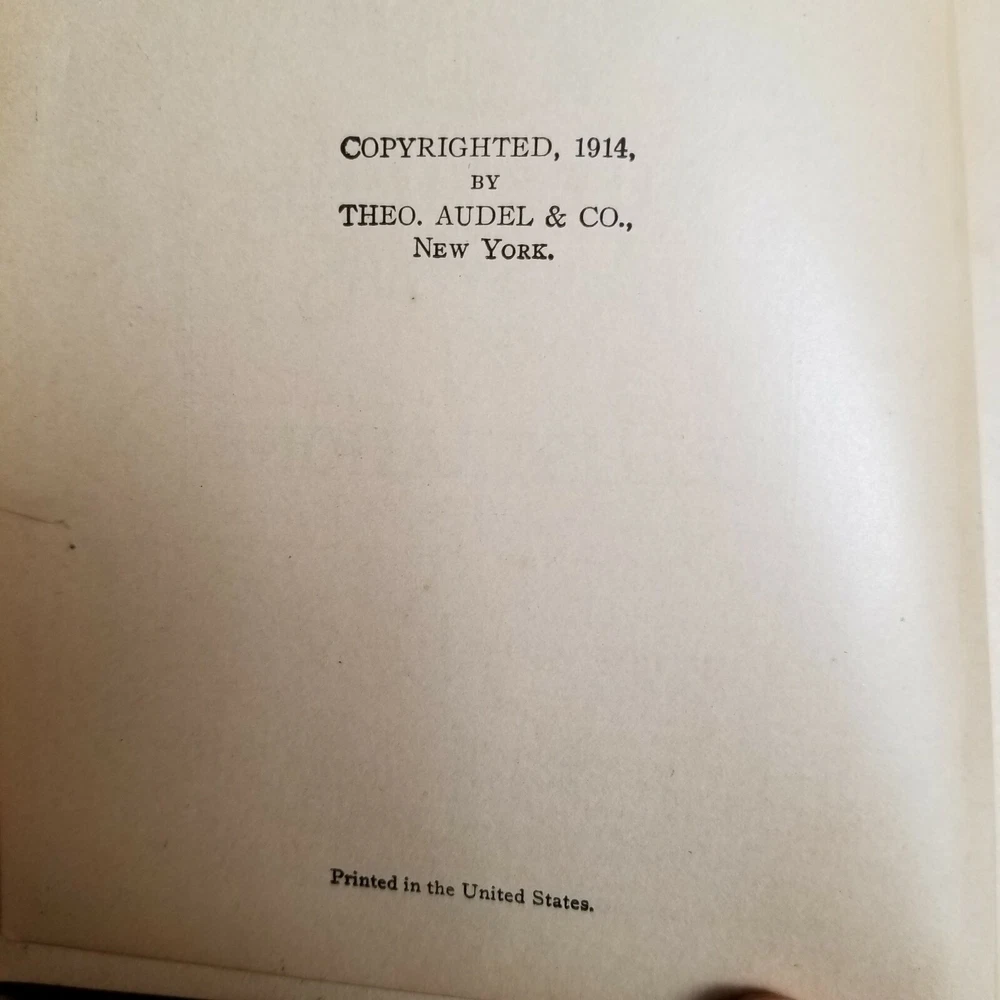 COPYRIGHTED, 1914,
BY
THEO. AUDEL & CO.,
NEW YORK.
Printed in the United States.